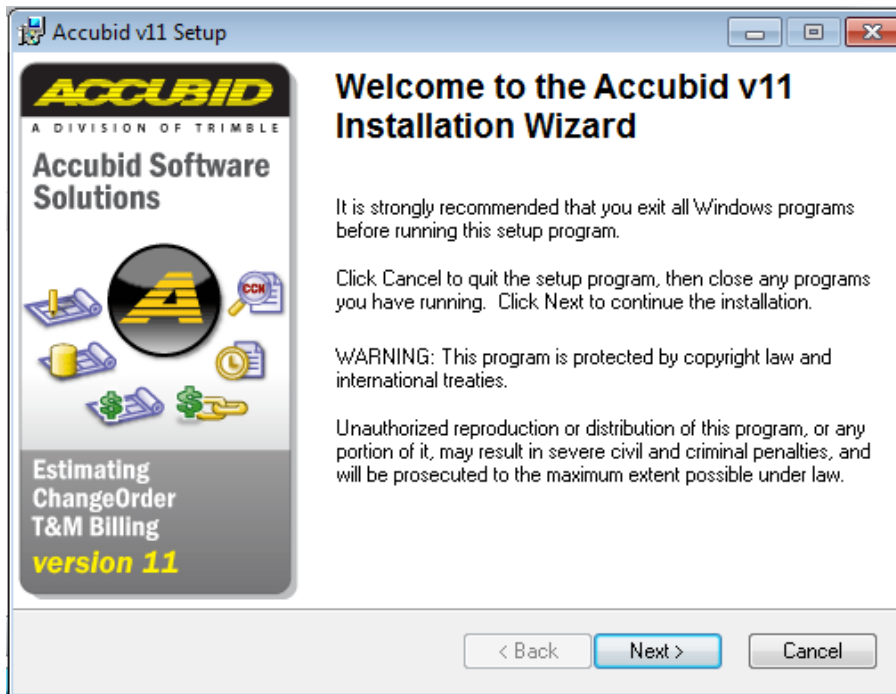 Accubid v11 Setup
ACCUBID
A DIVISION OF TRIMBLE
Accubid Software
Solutions
A
CCN
$
$
Estimating
ChangeOrder
T&M Billing
version 11
Welcome to the Accubid v11
Installation Wizard
It is strongly recommended that you exit all Windows programs
before running this setup program.
Click Cancel to quit the setup program, then close any programs
you have running.  Click Next to continue the installation.
WARNING: This program is protected by copyright law and
international treaties.
Unauthorized reproduction or distribution of this program, or any
portion of it, may result in severe civil and criminal penalties, and
will be prosecuted to the maximum extent possible under law.
< Back
Next >
Cancel